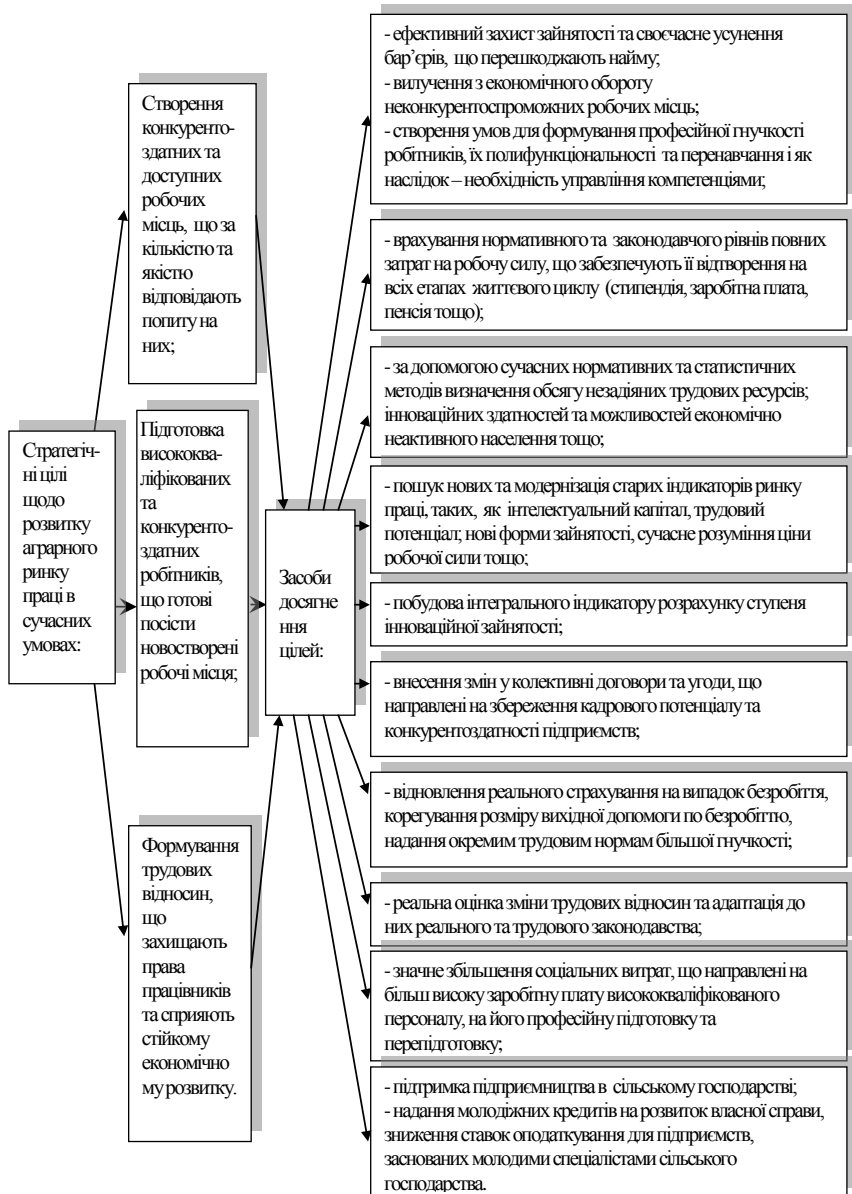 Стратегіч-
ні цілі
щодо
розвитку
аграрного
ринку
праці в
сучасних
умовах:
Створення
конкуренто-
здатних та
доступних
робочих
місць, що за
кількістю та
якістю
відповідають
попиту на
них;
Підготовка
висококва-
ліфікованих
та
конкуренто-
здатних
робітників,
що готові
посісти
новостворені
робочі місця;
Формування
трудових
відносин,
що
захищають
права
працівників
та сприяють
стійкому
економічно
му розвитку.
Засоби
досягне
ння
цілей:
- ефективний захист зайнятості та своєчасне усунення
бар’єрів, що перешкоджають найму;
- вилучення з економічного обороту
неконкурентоспроможних робочих місць;
- створення умов для формування професійної гнучкості
робітників, їх полифункціональності та перенавчання і як
наслідок – необхідність управління компетенціями;
- врахування нормативного та законодавчого рівнів повних
затрат на робочу силу, що забезпечують її відтворення на
всіх етапах життєвого циклу (стипендія, заробітна плата,
пенсія тощо);
- за допомогою сучасних нормативних та статистичних
методів визначення обсягу незадіяних трудових ресурсів;
інноваційних здатностей та можливостей економічно
неактивного населення тощо;
- пошук нових та модернізація старих індикаторів ринку
праці, таких, як інтелектуальний капітал, трудовий
потенціал; нові форми зайнятості, сучасне розуміння ціни
робочої сили тощо;
- побудова інтегрального індикатору розрахунку ступеня
інноваційної зайнятості;
- внесення змін у колективні договори та угоди, що
направлені на збереження кадрового потенціалу та
конкурентоздатності підприємств;
- відновлення реального страхування на випадок безробіття,
корегування розміру вихідної допомоги по безробіттю,
надання окремим трудовим нормам більшої гнучкості;
- реальна оцінка зміни трудових відносин та адаптація до
них реального та трудового законодавства;
- значне збільшення соціальних витрат, що направлені на
більш високу заробітну плату висококваліфікованого
персоналу, на його професійну підготовку та
перепідготовку;
- підтримка підприємництва в сільському господарстві;
- надання молодіжних кредитів на розвиток власної справи,
зниження ставок оподаткування для підприємств,
заснованих молодими спеціалістами сільського
господарства.